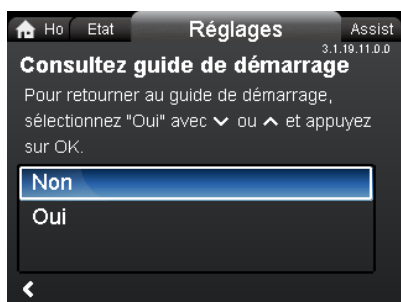 Ho Etat Réglages Assist
3.1.19.11.0.0
Consultez guide de démarrage
Pour retourner au guide de démarrage,
sélectionnez "Oui" avec ⌄ ou ⌃ et appuyez
sur OK.
Non
Oui